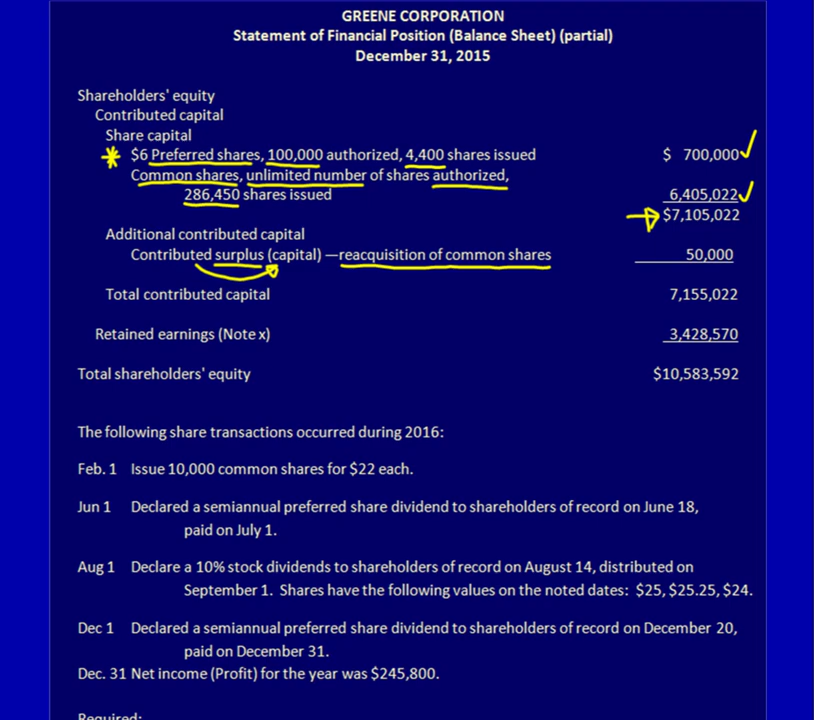 GREENE CORPORATION
Statement of Financial Position (Balance Sheet) (partial)
December 31, 2015
Shareholders' equity
Contributed capital
Share capital
$6 Preferred shares, 100,000 authorized, 4,400 shares issued $ 700,000
Common shares, unlimited number of shares authorized,
286,450 shares issued 6,405,022
$7,105,022
Additional contributed capital
Contributed surplus (capital) —reacquisition of common shares 50,000
Total contributed capital 7,155,022
Retained earnings (Note x) 3,428,570
Total shareholders' equity $10,583,592
The following share transactions occurred during 2016:
Feb. 1 Issue 10,000 common shares for $22 each.
Jun 1 Declared a semiannual preferred share dividend to shareholders of record on June 18,
paid on July 1.
Aug 1 Declare a 10% stock dividends to shareholders of record on August 14, distributed on
September 1. Shares have the following values on the noted dates: $25, $25.25, $24.
Dec 1 Declared a semiannual preferred share dividend to shareholders of record on December 20,
paid on December 31.
Dec. 31 Net income (Profit) for the year was $245,800.
Required: